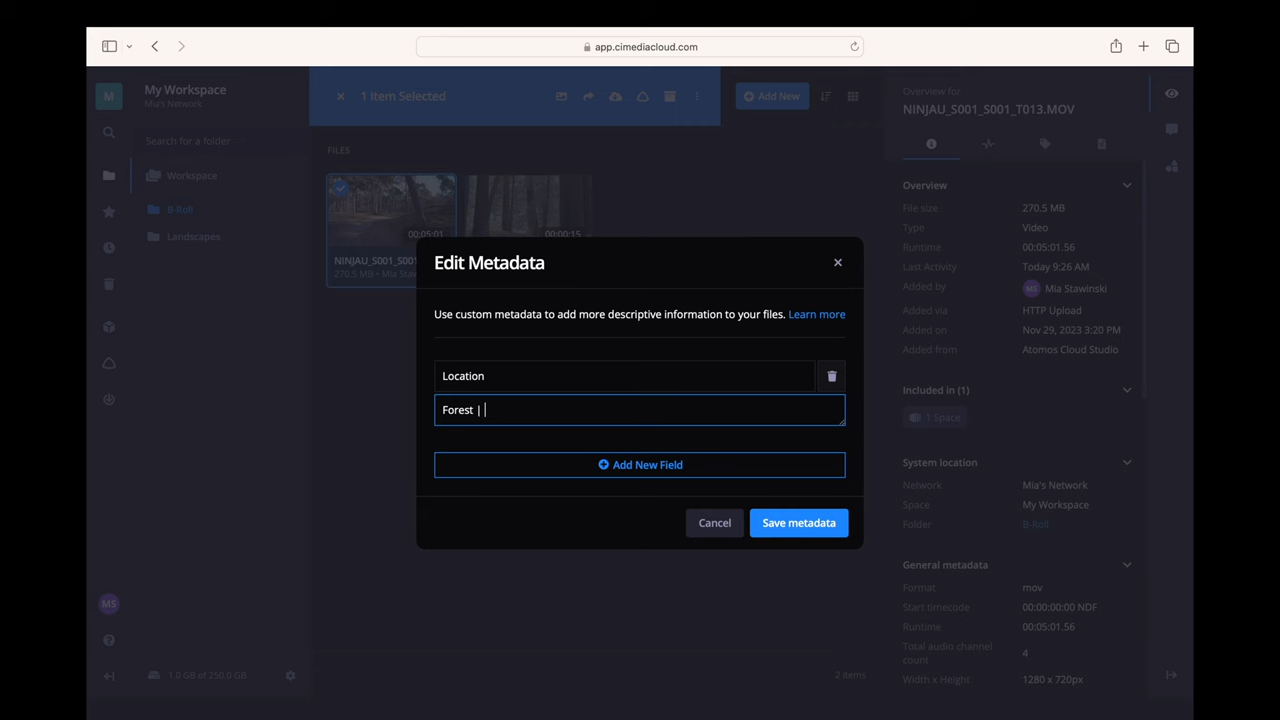 app.cimediacloud.com
M
My Workspace
Mia's Network
Search for a folder
Workspace
B-Roll
Landscapes
MS
1.0 GB of 250.0 GB
1 Item Selected
Add New
FILES
00:05:01
00:00:15
NINJAU_S001_S001
270.5 MB • Mia Staw
2 items
Edit Metadata
Use custom metadata to add more descriptive information to your files. Learn more
Location
Forest |
Add New Field
Cancel
Save metadata
Overview for
NINJAU_S001_S001_T013.MOV
Overview
File size 270.5 MB
Type Video
Runtime 00:05:01.56
Last Activity Today 9:26 AM
Added by MS Mia Stawinski
Added via HTTP Upload
Added on Nov 29, 2023 3:20 PM
Added from Atomos Cloud Studio
Included in (1)
1 Space
System location
Network Mia's Network
Space My Workspace
Folder B-Roll
General metadata
Format mov
Start timecode 00:00:00:00 NDF
Runtime 00:05:01.56
Total audio channel count 4
Width x Height 1280 x 720px